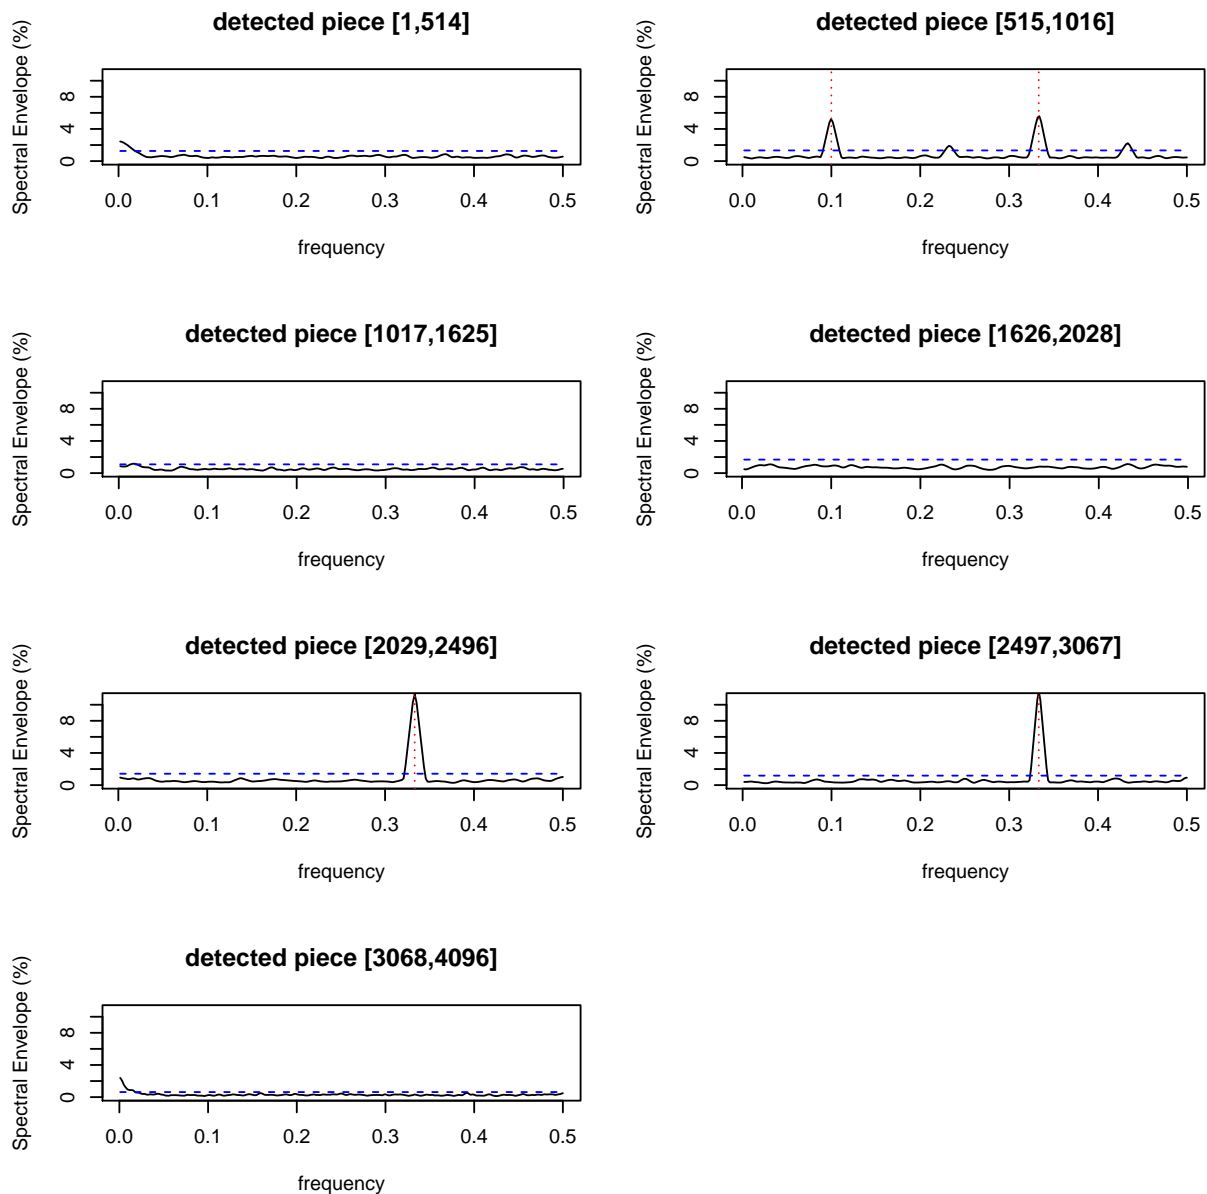 detected piece [1,514]
Spectral Envelope (%)
0 4 8
0.0 0.1 0.2 0.3 0.4 0.5
frequency
detected piece [515,1016]
Spectral Envelope (%)
0 4 8
0.0 0.1 0.2 0.3 0.4 0.5
frequency
detected piece [1017,1625]
Spectral Envelope (%)
0 4 8
0.0 0.1 0.2 0.3 0.4 0.5
frequency
detected piece [1626,2028]
Spectral Envelope (%)
0 4 8
0.0 0.1 0.2 0.3 0.4 0.5
frequency
detected piece [2029,2496]
Spectral Envelope (%)
0 4 8
0.0 0.1 0.2 0.3 0.4 0.5
frequency
detected piece [2497,3067]
Spectral Envelope (%)
0 4 8
0.0 0.1 0.2 0.3 0.4 0.5
frequency
detected piece [3068,4096]
Spectral Envelope (%)
0 4 8
0.0 0.1 0.2 0.3 0.4 0.5
frequency